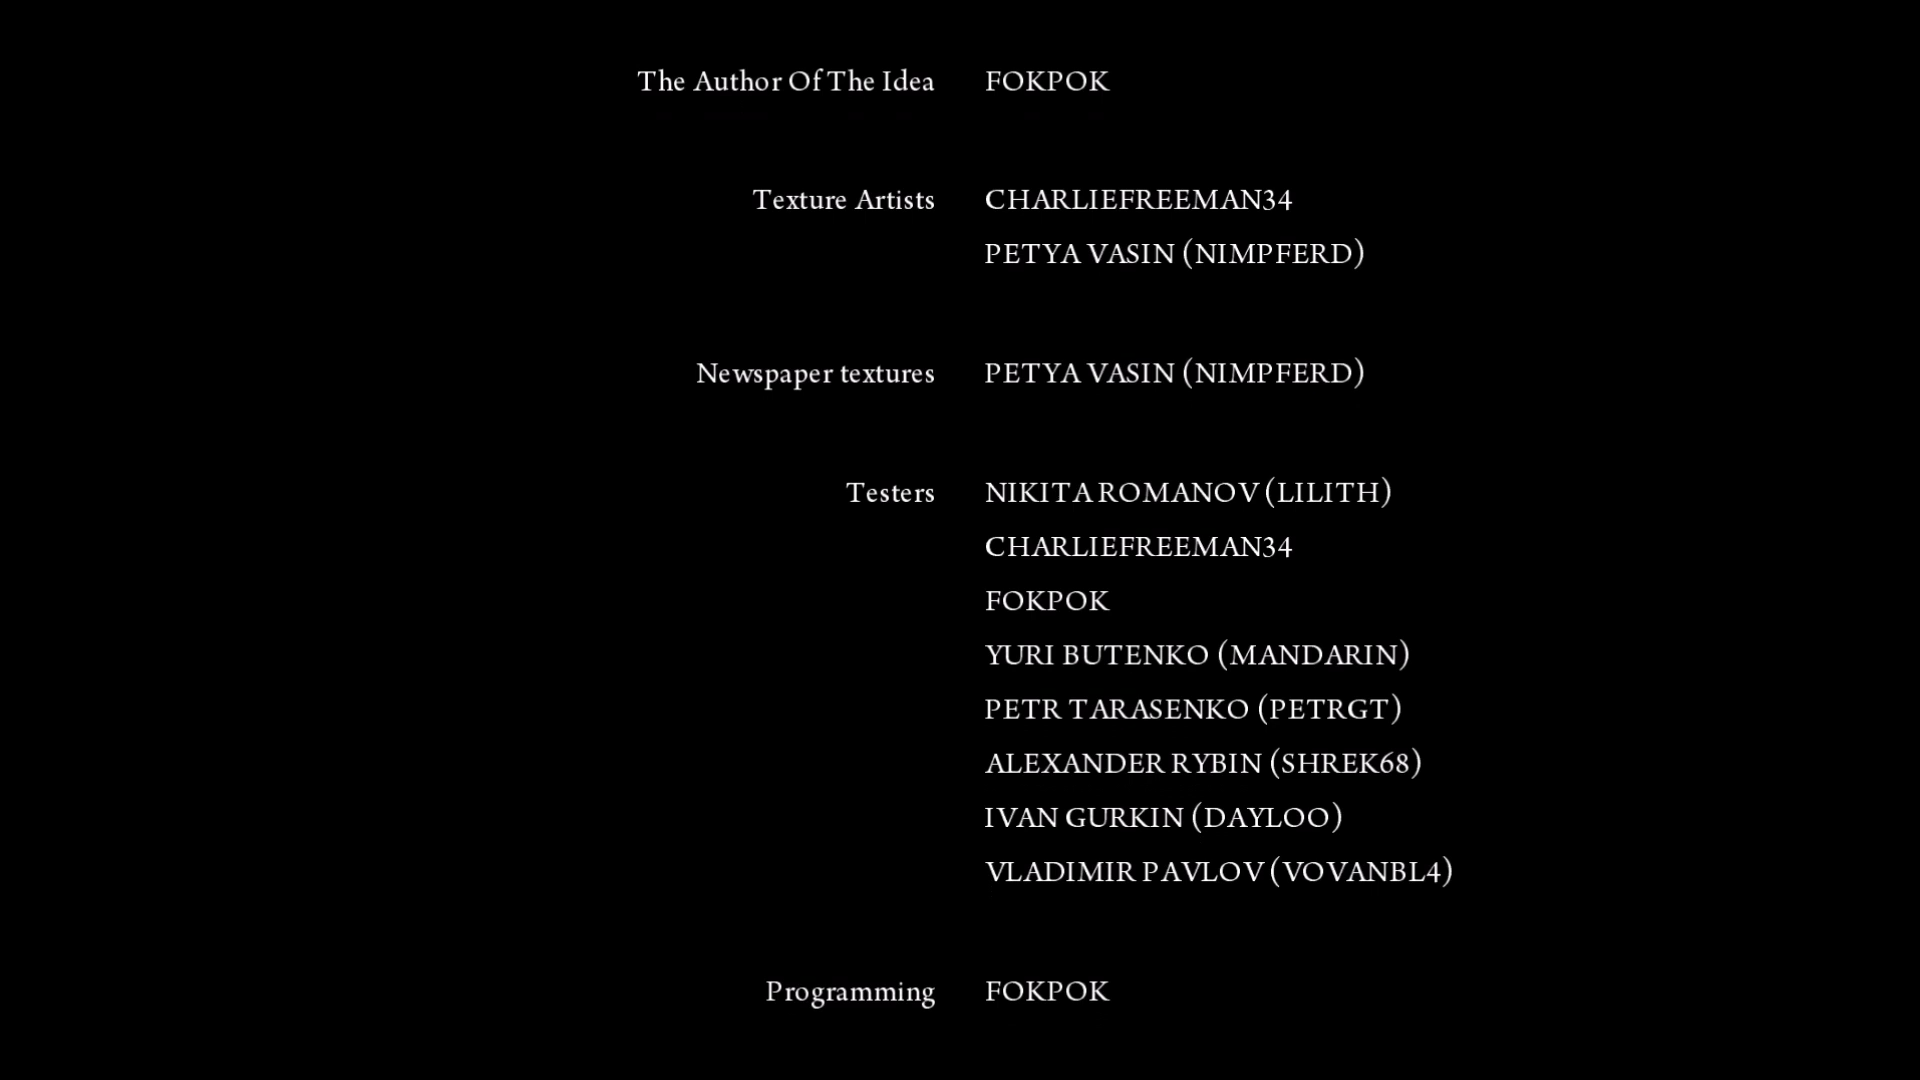 The Author Of The Idea FOKPOK
Texture Artists CHARLIEFREEMAN34
PETYA VASIN (NIMPFERD)
Newspaper textures PETYA VASIN (NIMPFERD)
Testers NIKITA ROMANOV (LILITH)
CHARLIEFREEMAN34
FOKPOK
YURI BUTENKO (MANDARIN)
PETR TARASENKO (PETRGT)
ALEXANDER RYBIN (SHREK68)
IVAN GURKIN (DAYLOO)
VLADIMIR PAVLOV (VOVANBL4)
Programming FOKPOK